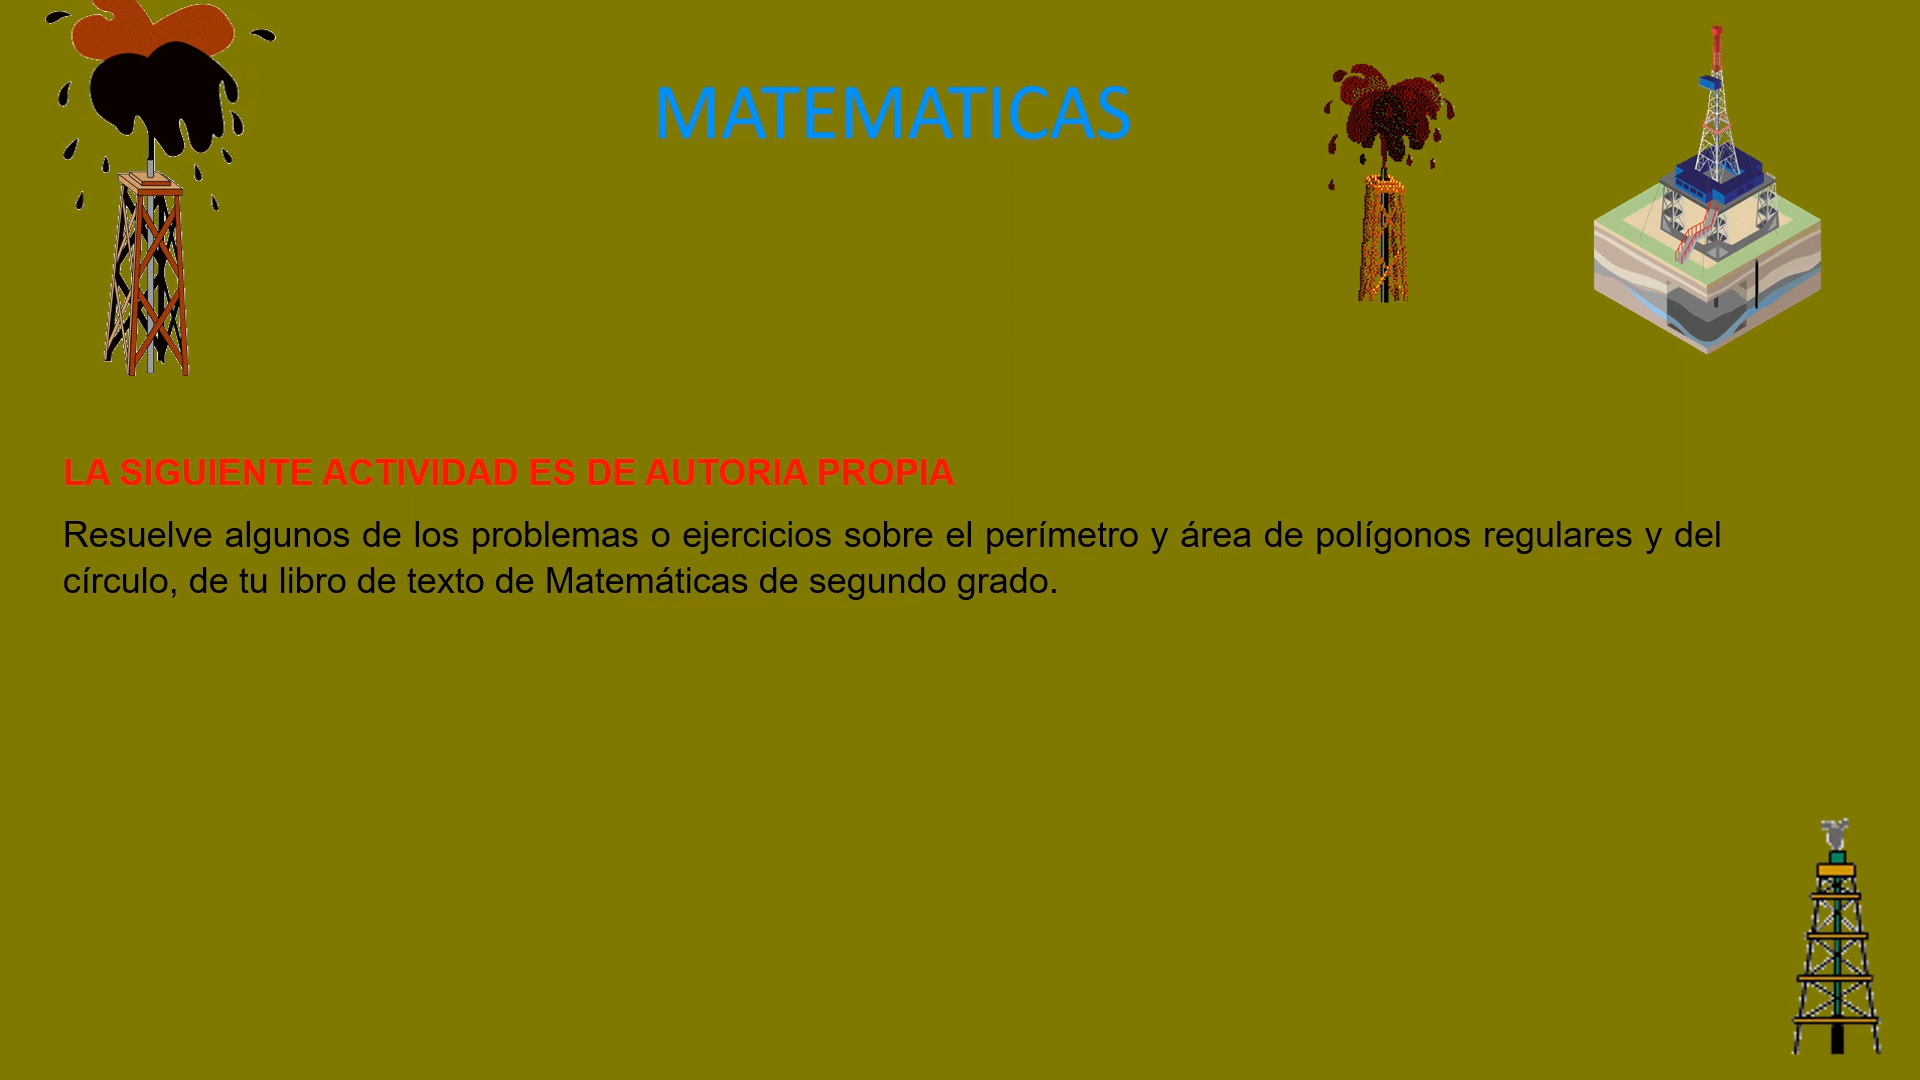 MATEMATICAS
LA SIGUIENTE ACTIVIDAD ES DE AUTORIA PROPIA
Resuelve algunos de los problemas o ejercicios sobre el perímetro y área de polígonos regulares y del
círculo, de tu libro de texto de Matemáticas de segundo grado.